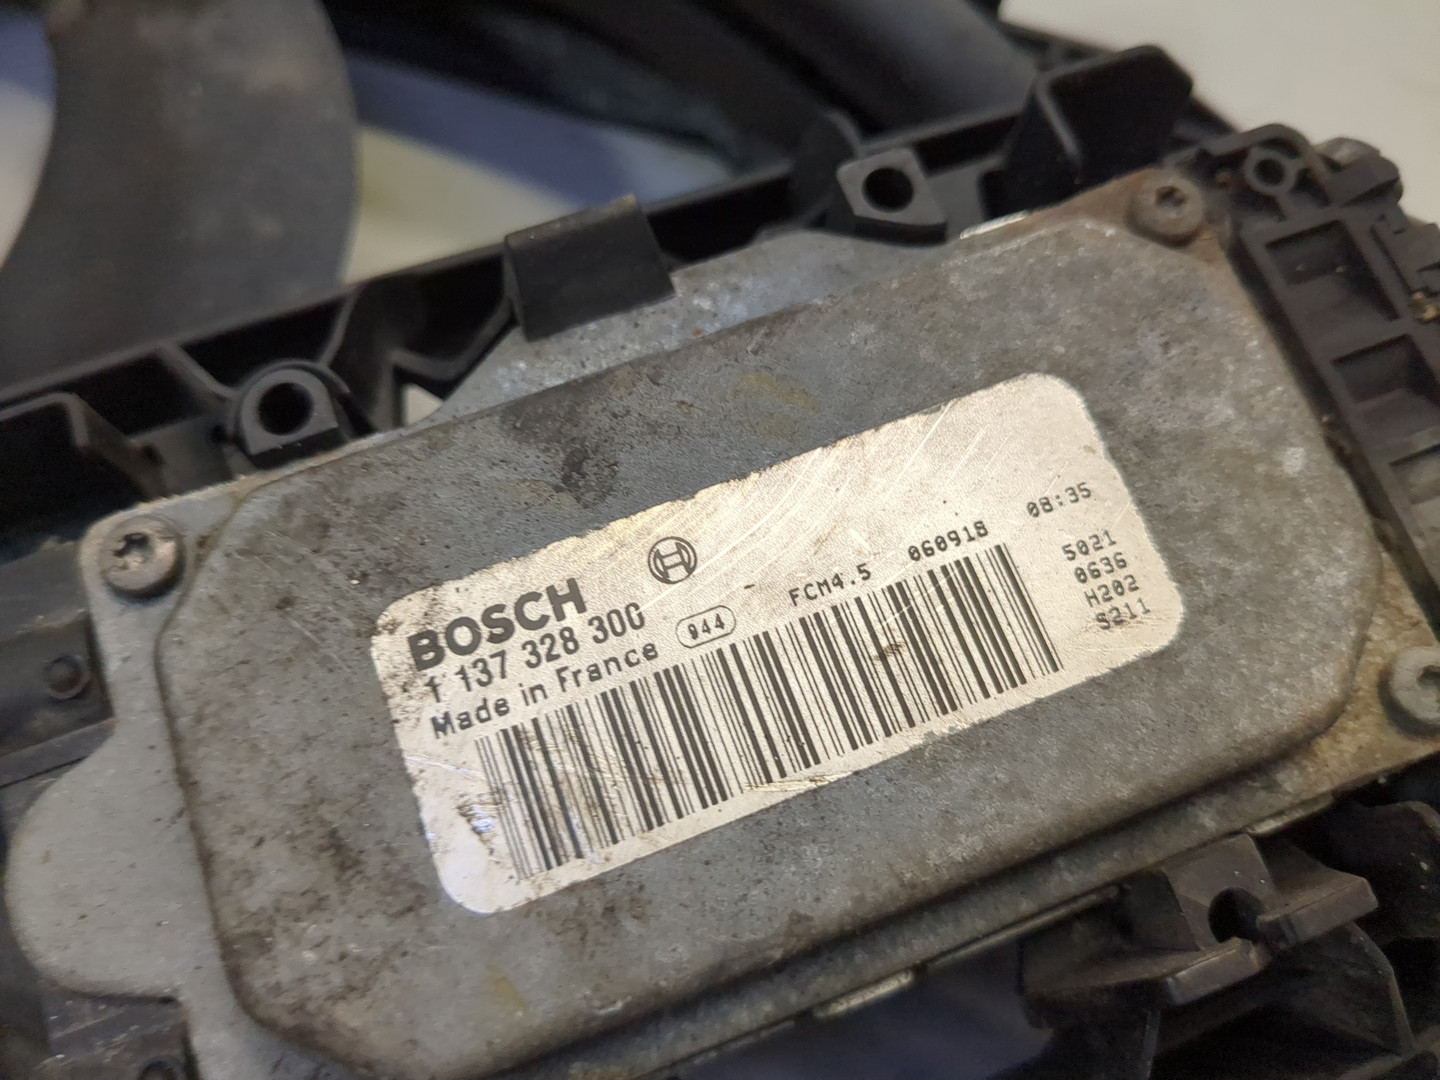 BOSCH
1 137 328 300
Made in France 944
FCM4.5 060918 08:35
5021
0636
H202
S211